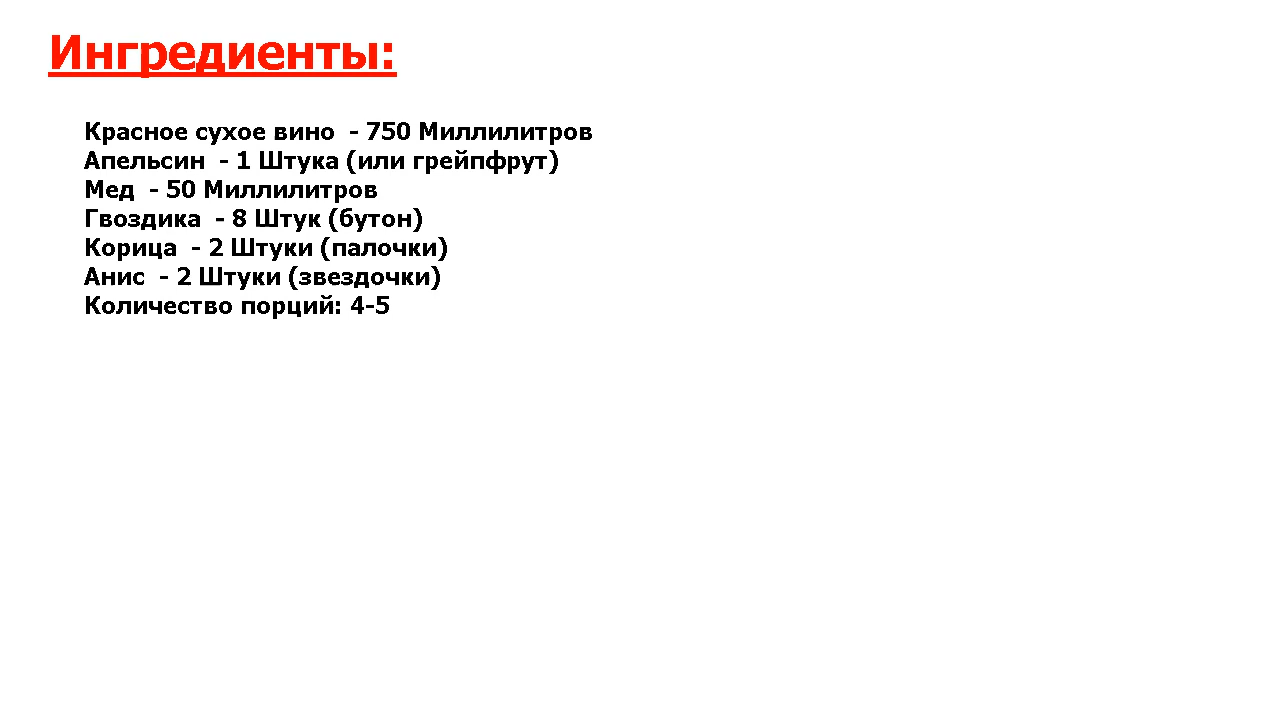 Ингредиенты:
Красное сухое вино  - 750 Миллилитров
Апельсин  - 1 Штука (или грейпфрут)
Мед  - 50 Миллилитров
Гвоздика  - 8 Штук (бутон)
Корица  - 2 Штуки (палочки)
Анис  - 2 Штуки (звездочки)
Количество порций: 4-5